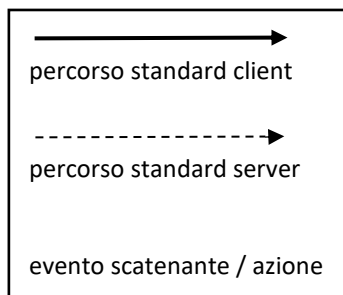 percorso standard client
percorso standard server
evento scatenante / azione